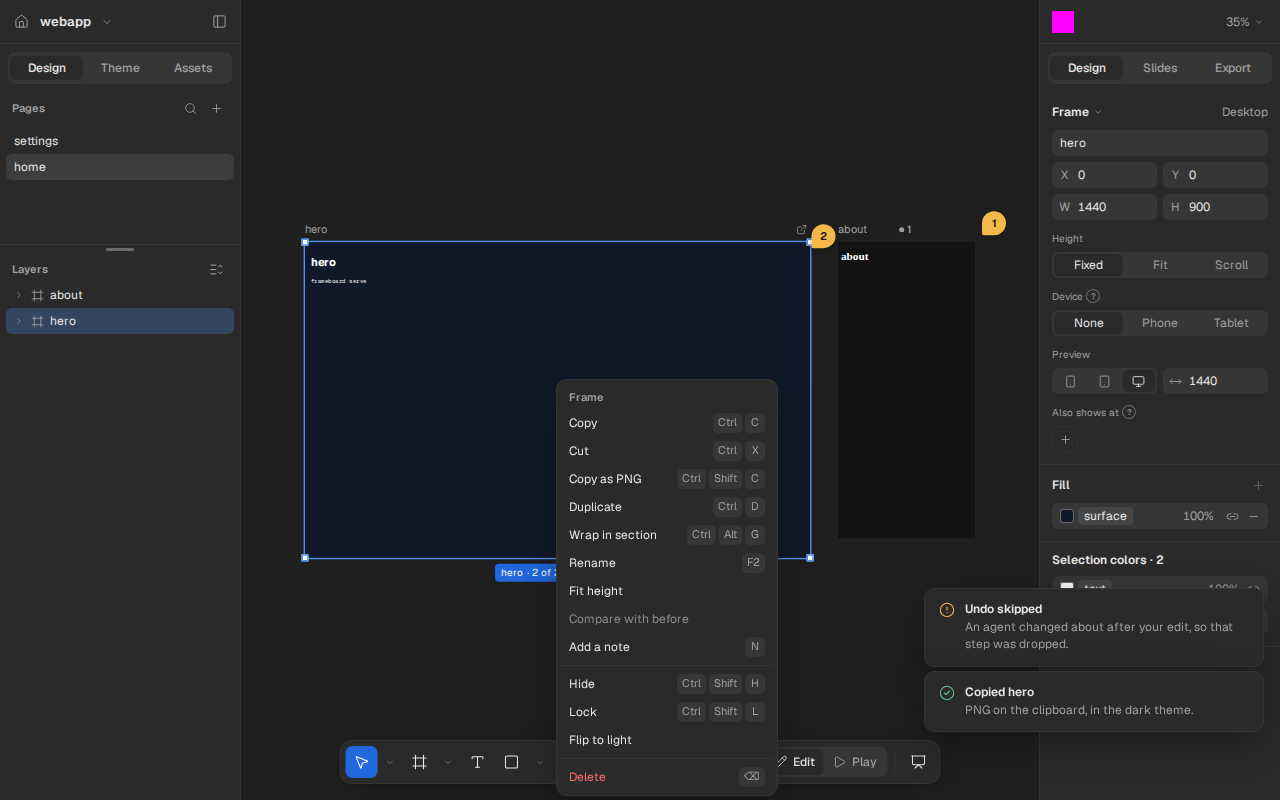 webapp
Design
Theme
Assets
Pages
settings
home
Layers
about
hero
hero
2
about
1
1
hero
frameboard serve
about
hero · 2 of
Frame
Copy Ctrl C
Cut Ctrl X
Copy as PNG Ctrl Shift C
Duplicate Ctrl D
Wrap in section Ctrl Alt G
Rename F2
Fit height
Compare with before
Add a note N
Hide Ctrl Shift H
Lock Ctrl Shift L
Flip to light
Delete
T
Edit
Play
35%
Design
Slides
Export
Frame
Desktop
hero
X 0
Y 0
W 1440
H 900
Height
Fixed
Fit
Scroll
Device ?
None
Phone
Tablet
Preview
1440
Also shows at ?
Fill
surface 100%
Selection colors · 2
text 100%
Undo skipped
An agent changed about after your edit, so that
step was dropped.
Copied hero
PNG on the clipboard, in the dark theme.